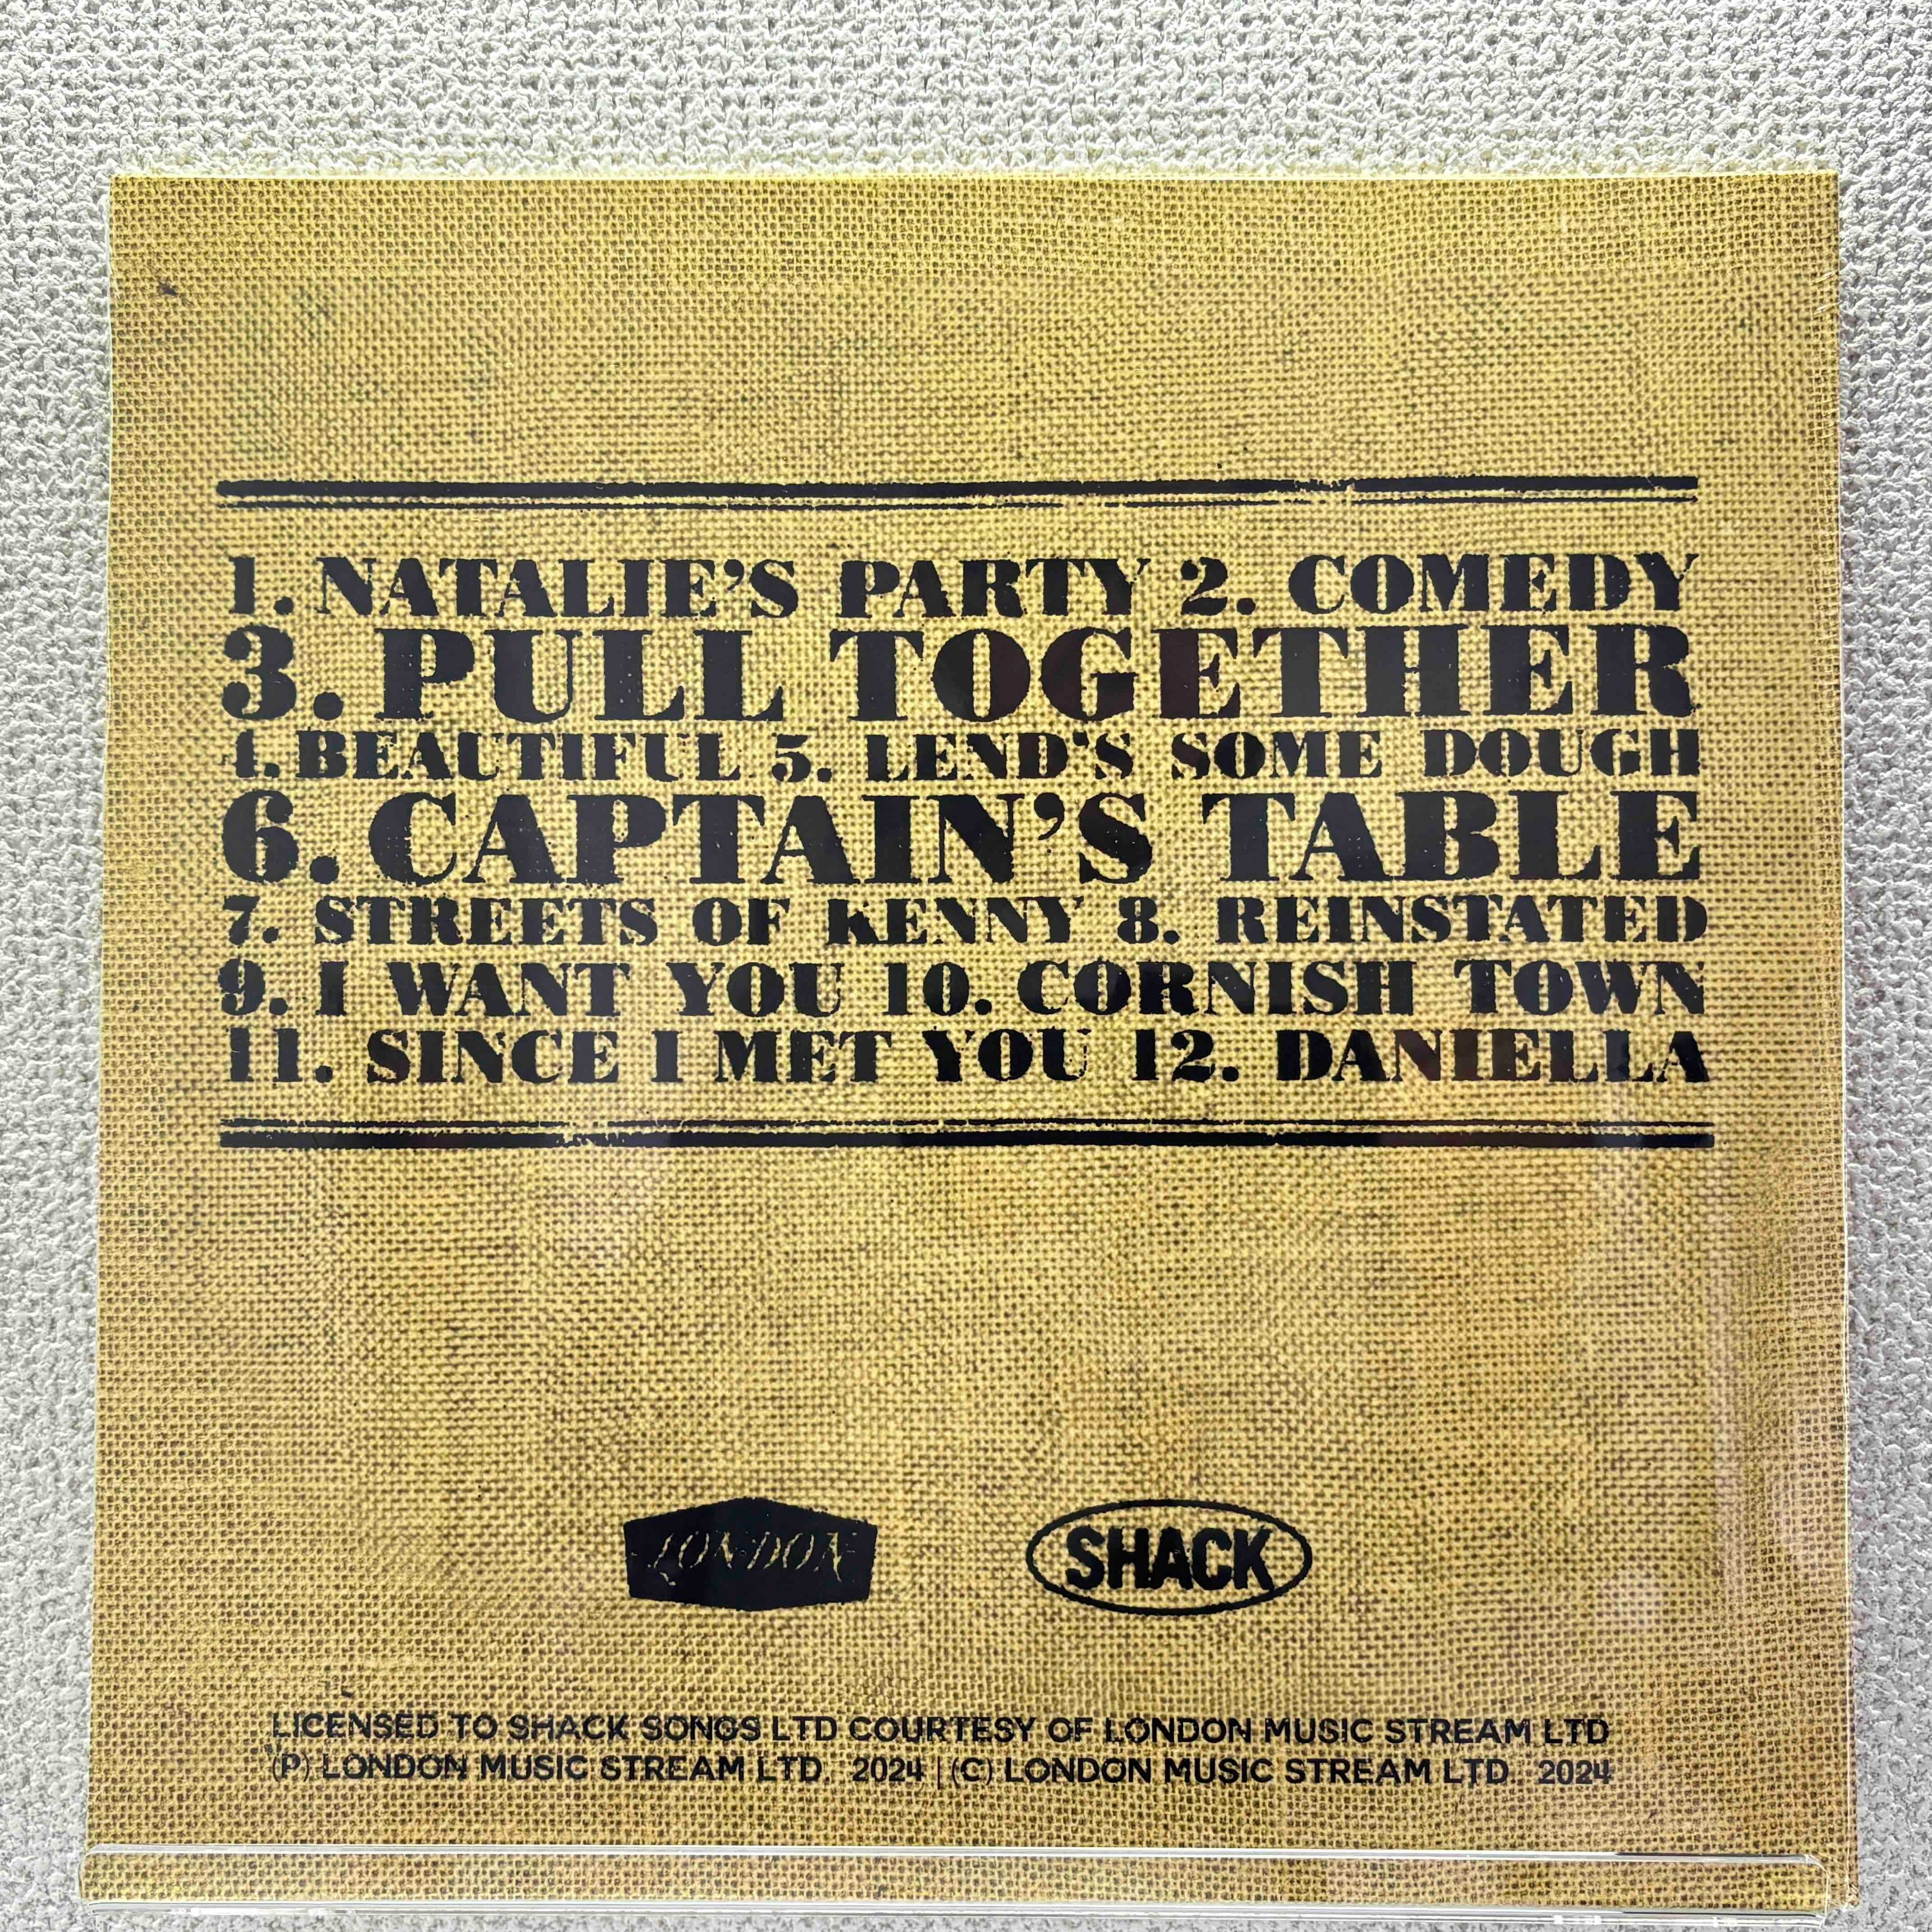 1. NATALIE'S PARTY 2. COMEDY
3. PULL TOGETHER
4. BEAUTIFUL 5. LEND'S SOME DOUGH
6. CAPTAIN'S TABLE
7. STREETS OF KENNY 8. REINSTATED
9. I WANT YOU 10. CORNISH TOWN
11. SINCE I MET YOU 12. DANIELLA
LONDON
SHACK
LICENSED TO SHACK SONGS LTD COURTESY OF LONDON MUSIC STREAM LTD
(P) LONDON MUSIC STREAM LTD. 2024 | (C) LONDON MUSIC STREAM LTD 2024